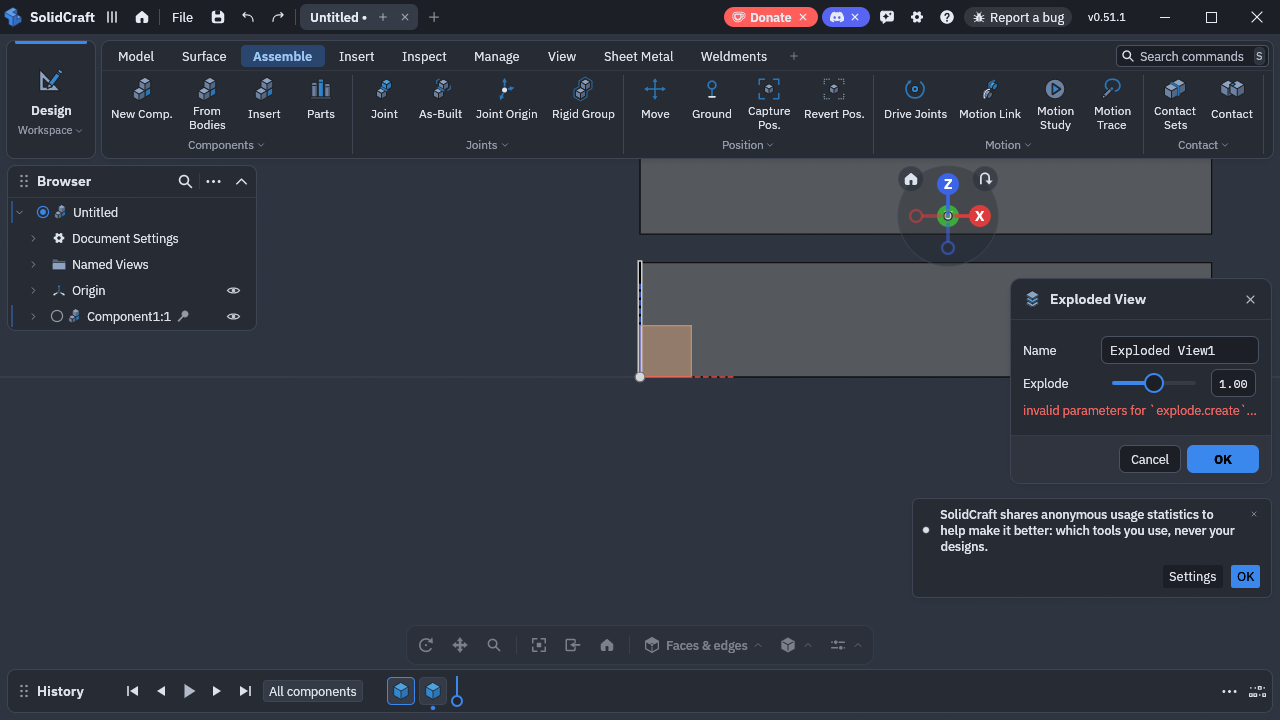 SolidCraft
File
Untitled •
Donate
Report a bug
v0.51.1
Design
Workspace
Model
Surface
Assemble
Insert
Inspect
Manage
View
Sheet Metal
Weldments
Search commands
S
New Comp.
From Bodies
Insert
Parts
Components
Joint
As-Built
Joint Origin
Rigid Group
Joints
Move
Ground
Capture Pos.
Revert Pos.
Position
Drive Joints
Motion Link
Motion Study
Motion Trace
Motion
Contact Sets
Contact
Contact
Browser
Untitled
Document Settings
Named Views
Origin
Component1:1
Z
X
Exploded View
Name
Exploded View1
Explode
1.00
invalid parameters for `explode.create`...
Cancel
OK
SolidCraft shares anonymous usage statistics to
help make it better: which tools you use, never your
designs.
Settings
OK
Faces & edges
History
All components